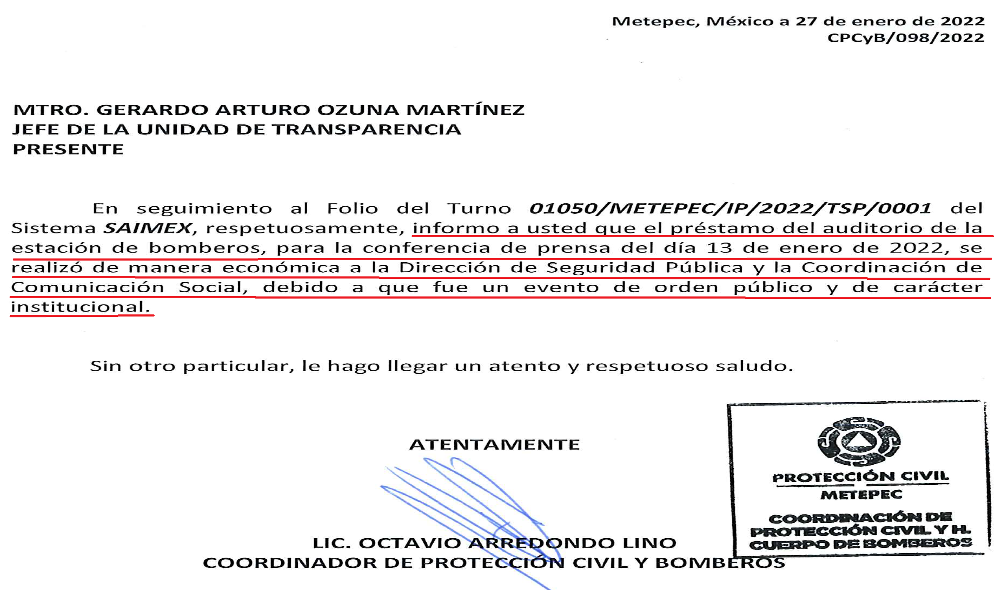 Metepec, México a 27 de enero de 2022
CPCyB/098/2022
MTRO. GERARDO ARTURO OZUNA MARTÍNEZ
JEFE DE LA UNIDAD DE TRANSPARENCIA
PRESENTE
En seguimiento al Folio del Turno 01050/METEPEC/IP/2022/TSP/0001 del
Sistema SAIMEX, respetuosamente, informo a usted que el préstamo del auditorio de la
estación de bomberos, para la conferencia de prensa del día 13 de enero de 2022, se
realizó de manera económica a la Dirección de Seguridad Pública y la Coordinación de
Comunicación Social, debido a que fue un evento de orden público y de carácter
institucional.
Sin otro particular, le hago llegar un atento y respetuoso saludo.
ATENTAMENTE
LIC. OCTAVIO ARREDONDO LINO
COORDINADOR DE PROTECCIÓN CIVIL Y BOMBEROS
PROTECCIÓN CIVIL
METEPEC
COORDINACIÓN DE
PROTECCIÓN CIVIL Y H.
CUERPO DE BOMBEROS